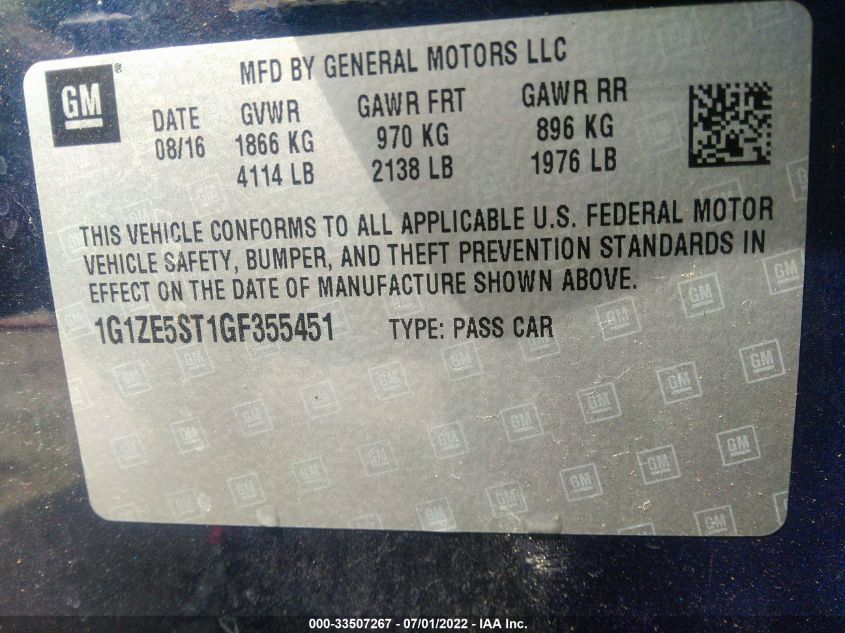 GM
MFD BY GENERAL MOTORS LLC
DATE GVWR GAWR FRT GAWR RR
08/16 1866 KG 970 KG 896 KG
4114 LB 2138 LB 1976 LB
THIS VEHICLE CONFORMS TO ALL APPLICABLE U.S. FEDERAL MOTOR
VEHICLE SAFETY, BUMPER, AND THEFT PREVENTION STANDARDS IN
EFFECT ON THE DATE OF MANUFACTURE SHOWN ABOVE.
1G1ZE5ST1GF355451 TYPE: PASS CAR
000-33507267 - 07/01/2022 - IAA Inc.